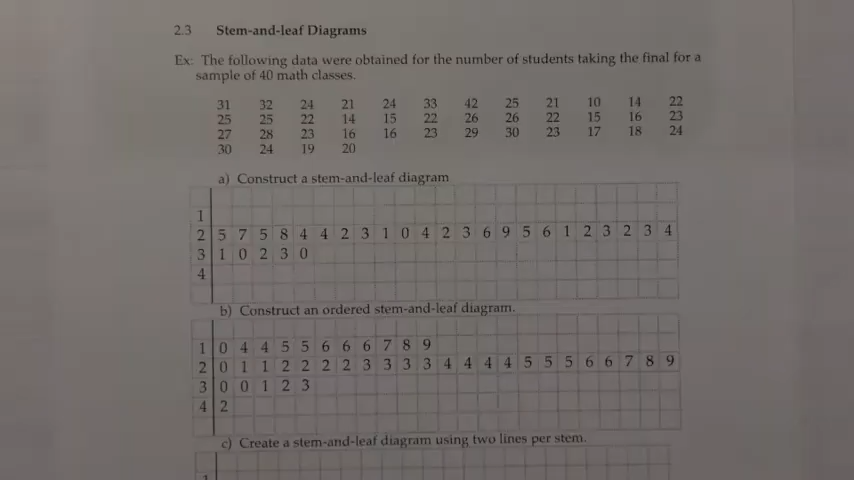 2.3 Stem-and-leaf Diagrams
Ex: The following data were obtained for the number of students taking the final for a
sample of 40 math classes.
31 32 24 21 24 33 42 25 21 10 14 22
25 25 22 14 15 22 26 26 22 15 16 23
27 28 23 16 16 23 29 30 23 17 18 24
30 24 19 20
a) Construct a stem-and-leaf diagram
1
2 5 7 5 8 4 4 2 3 1 0 4 2 3 6 9 5 6 1 2 3 2 3 4
3 1 0 2 3 0
4
b) Construct an ordered stem-and-leaf diagram.
1 0 4 4 5 5 6 6 6 7 8 9
2 0 1 1 2 2 2 2 3 3 3 3 4 4 4 4 5 5 5 6 6 7 8 9
3 0 0 1 2 3
4 2
c) Create a stem-and-leaf diagram using two lines per stem.
1